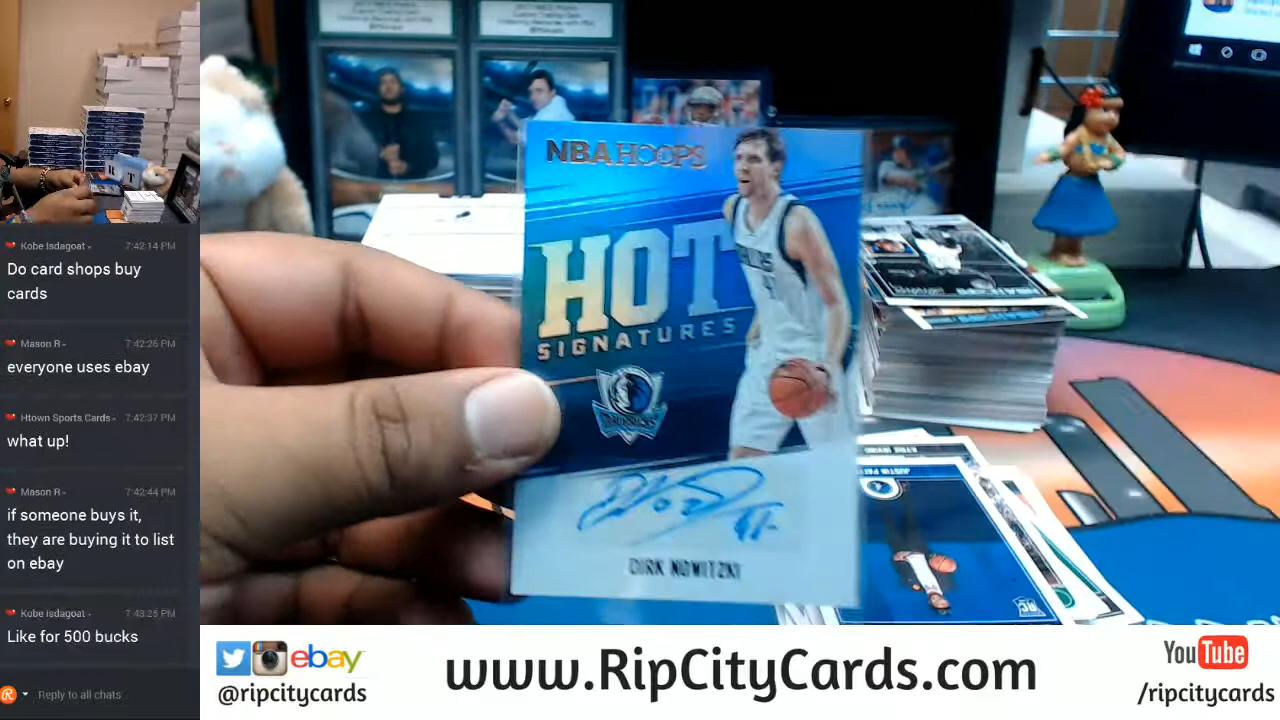 Kobe Isdagoat
7:42:14 PM
Do card shops buy
cards
Mason R
7:42:26 PM
everyone uses ebay
Htown Sports Cards
7:42:37 PM
what up!
Mason R
7:42:44 PM
if someone buys it,
they are buying it to list
on ebay
Kobe Isdagoat
7:43:25 PM
Like for 500 bucks
Reply to all chats
NBA HOOPS
HOT
SIGNATURES
41
DIRK NOWITZKI
KYRIE IRVING
ebay
@ripcitycards
www.RipCityCards.com
YouTube
/ripcitycards